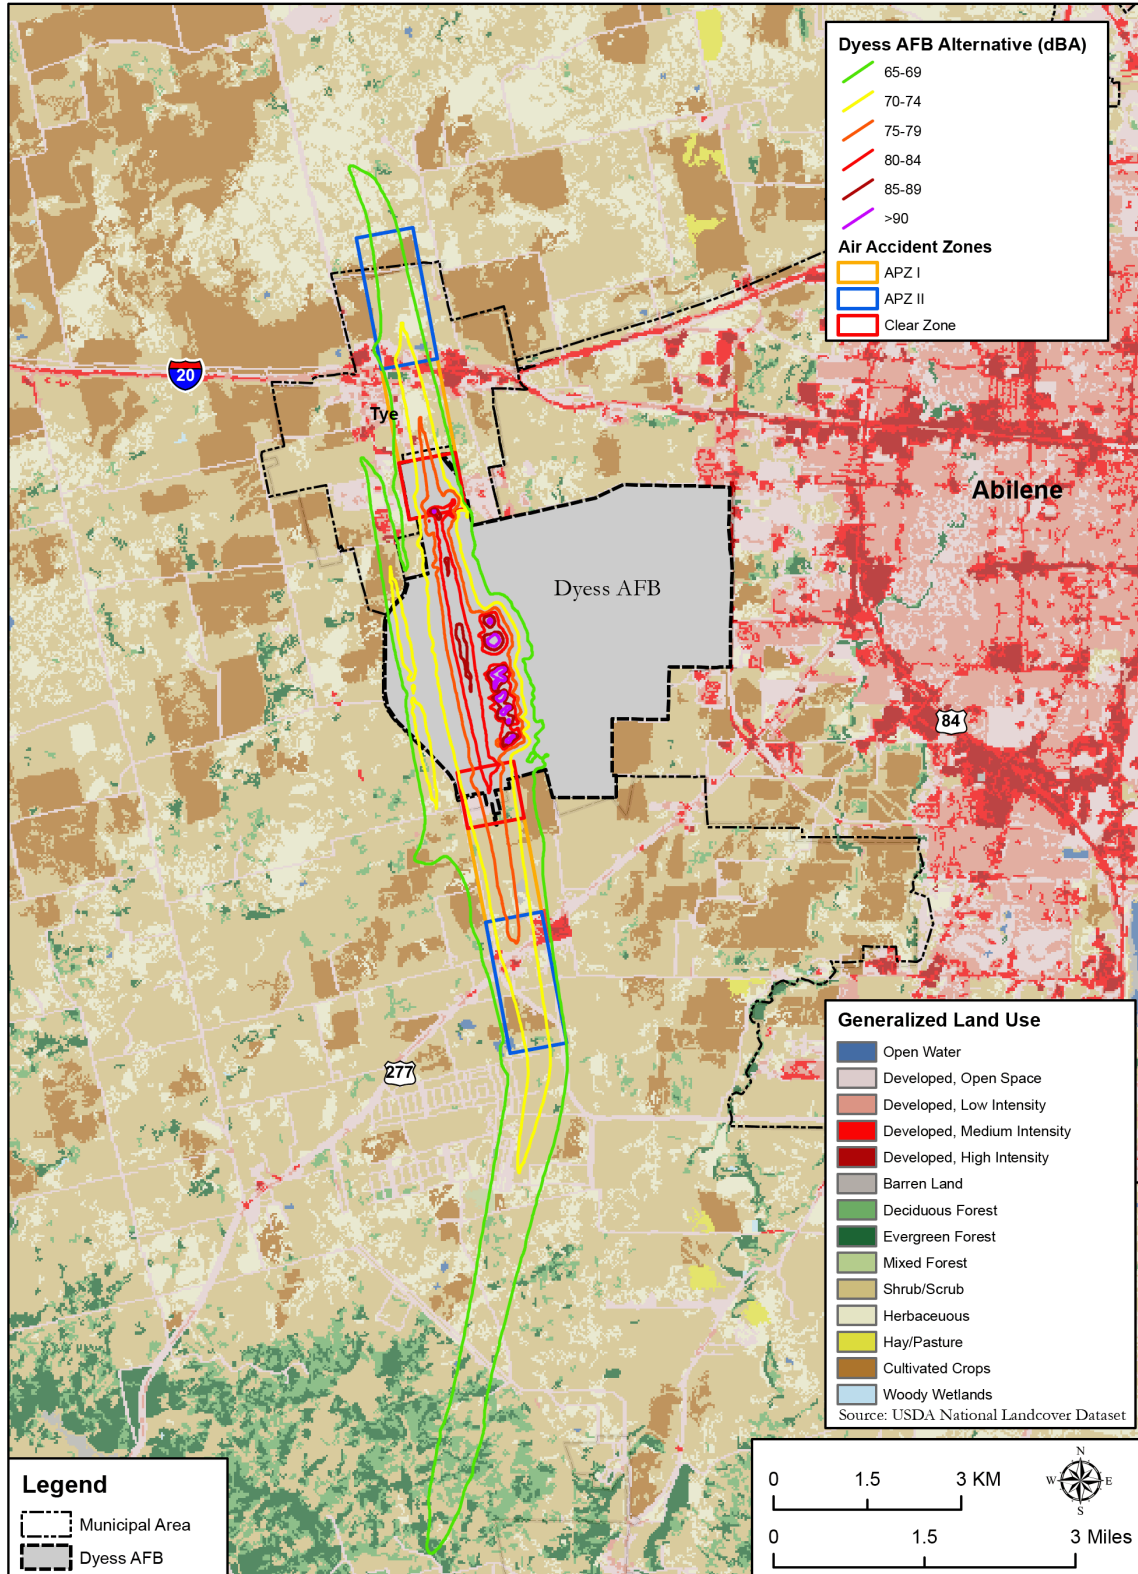 Dyess AFB Alternative (dBA)
65-69
70-74
75-79
80-84
85-89
>90
Air Accident Zones
APZ I
APZ II
Clear Zone
20
Tye
Abilene
Dyess AFB
84
277
Generalized Land Use
Open Water
Developed, Open Space
Developed, Low Intensity
Developed, Medium Intensity
Developed, High Intensity
Barren Land
Deciduous Forest
Evergreen Forest
Mixed Forest
Shrub/Scrub
Herbaceuous
Hay/Pasture
Cultivated Crops
Woody Wetlands
Source: USDA National Landcover Dataset
Legend
Municipal Area
Dyess AFB
0 1.5 3 KM
N
W E
S
0 1.5 3 Miles